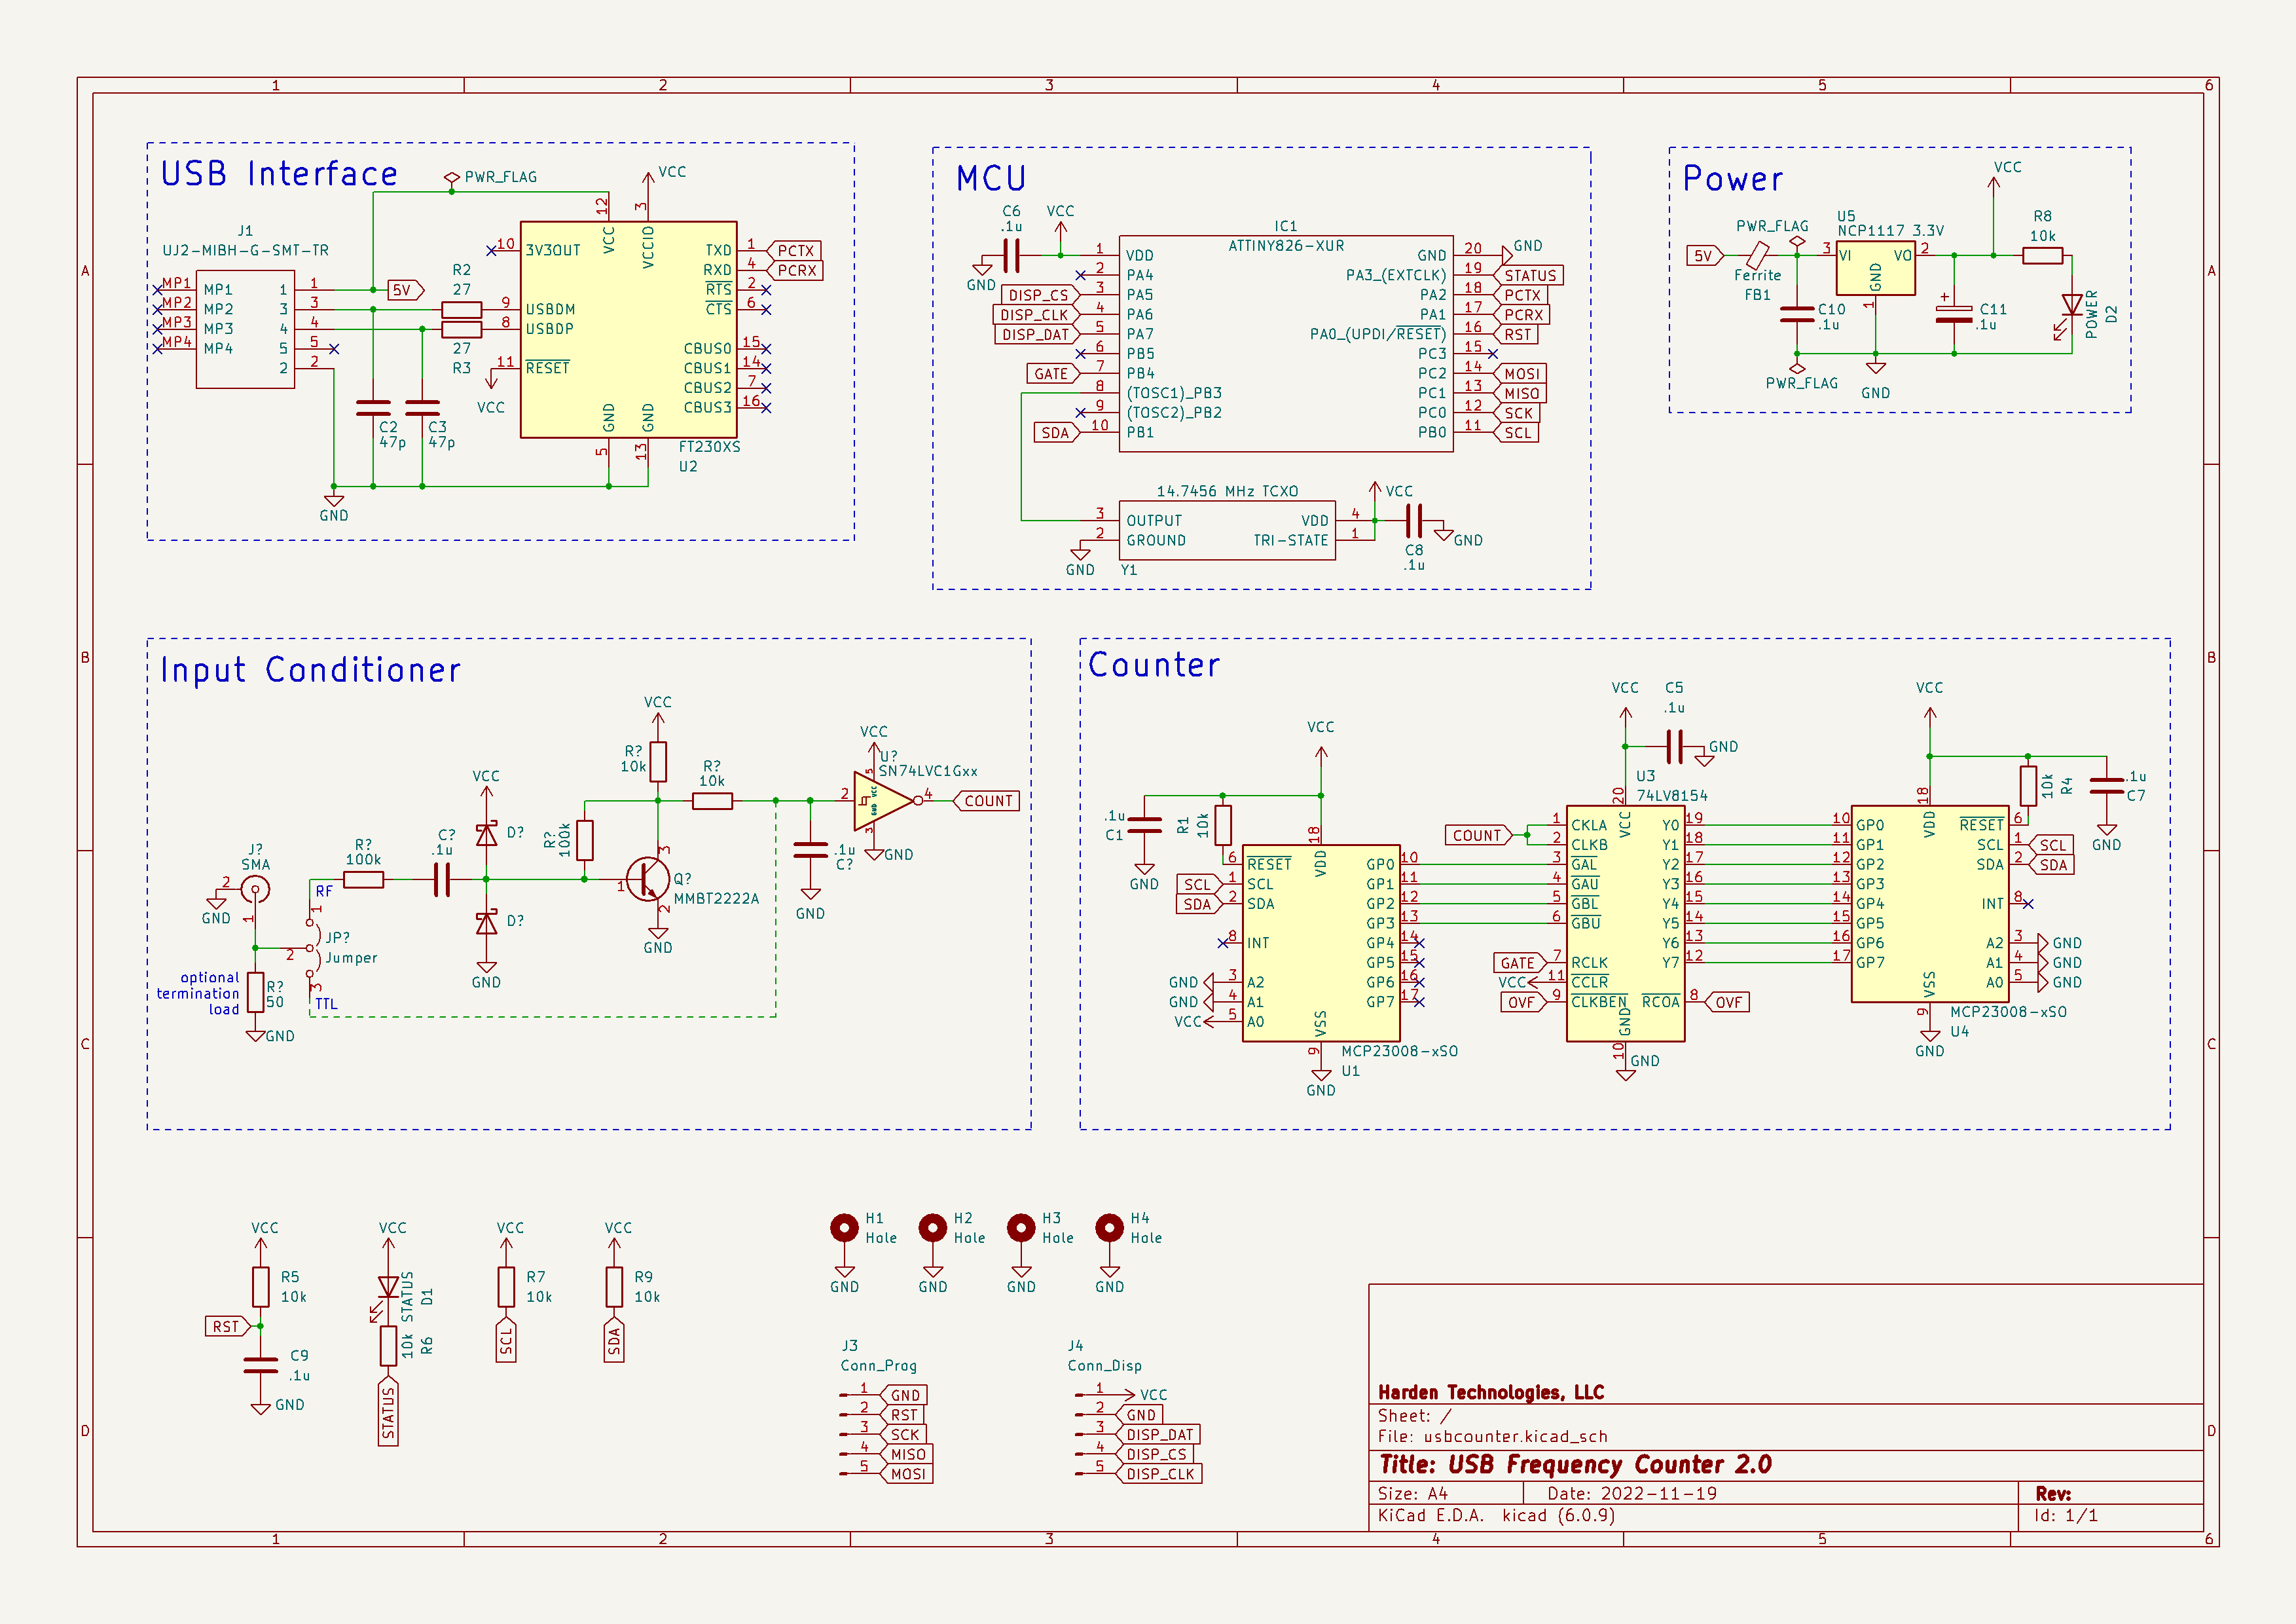 1 2 3 4 5 6
A
B
C
D
USB Interface
PWR_FLAG
VCC
J1
UJ2-MIBH-G-SMT-TR
MP1 MP1 1 1
MP2 MP2 3 3
MP3 MP3 4 4
MP4 MP4 5 5
2 2
5V
R2
27
27
R3
C2
47p
C3
47p
GND
12 3
VCC VCCIO
10 3V3OUT TXD 1 PCTX
RXD 4 PCRX
RTS 2
9 USBDM CTS 6
8 USBDP
CBUS0 15
11 RESET CBUS1 14
CBUS2 7
VCC
CBUS3 16
GND GND
5 13
FT230XS
U2
MCU
C6
.1u
VCC
GND
IC1
ATTINY826-XUR
1 VDD GND 20 GND
2 PA4 PA3_(EXTCLK) 19 STATUS
DISP_CS 3 PA5 PA2 18 PCTX
DISP_CLK 4 PA6 PA1 17 PCRX
DISP_DAT 5 PA7 PA0_(UPDI/RESET) 16 RST
6 PB5 PC3 15
GATE 7 PB4 PC2 14 MOSI
8 (TOSC1)_PB3 PC1 13 MISO
9 (TOSC2)_PB2 PC0 12 SCK
SDA 10 PB1 PB0 11 SCL
14.7456 MHz TCXO
VCC
3 OUTPUT VDD 4
2 GROUND TRI-STATE 1
GND
Y1
C8
.1u
GND
Power
VCC
PWR_FLAG
U5
NCP1117 3.3V
R8
10k
5V
Ferrite
FB1
3 VI VO 2
GND
1
C10
.1u
+
C11
.1u
POWER
D2
PWR_FLAG
GND
Input Conditioner
VCC
R?
10k
R?
10k
VCC
U?
SN74LVC1Gxx
5
2 4 COUNT
GND VCC
3
GND
VCC
D?
R?
100k
.1u
C?
GND
J?
SMA
2
GND
1
R?
100k
C?
.1u
RF
1
D?
GND
3
1
Q?
MMBT2222A
2
GND
JP?
Jumper
2
3
TTL
optional
termination
load
R?
50
GND
Counter
VCC
.1u
C1
GND
R1
10k
18
VDD
6 RESET GP0 10
SCL 1 SCL GP1 11
SDA 2 SDA GP2 12
GP3 13
8 INT GP4 14
GP5 15
GND 3 A2 GP6 16
GND 4 A1 GP7 17
VCC 5 A0
VSS
9
MCP23008-xSO
U1
GND
VCC
C5
.1u
GND
U3
74LV8154
20
VCC
COUNT
1 CKLA Y0 19
2 CLKB Y1 18
3 GAL Y2 17
4 GAU Y3 16
5 GBL Y4 15
6 GBU Y5 14
Y6 13
GATE 7 RCLK Y7 12
VCC 11 CCLR
OVF 9 CLKBEN RCOA 8 OVF
GND
10
GND
VCC
10k
R4
.1u
C7
GND
18
VDD
10 GP0 RESET 6
11 GP1 SCL 1 SCL
12 GP2 SDA 2 SDA
13 GP3
14 GP4 INT 8
15 GP5
16 GP6 A2 3 GND
17 GP7 A1 4 GND
A0 5 GND
VSS
9
MCP23008-xSO
U4
GND
VCC
R5
10k
RST
C9
.1u
GND
VCC
STATUS
D1
10k
R6
STATUS
VCC
R7
10k
SCL
VCC
R9
10k
SDA
H1
Hole
GND
H2
Hole
GND
H3
Hole
GND
H4
Hole
GND
J3
Conn_Prog
1 GND
2 RST
3 SCK
4 MISO
5 MOSI
J4
Conn_Disp
1 VCC
2 GND
3 DISP_DAT
4 DISP_CS
5 DISP_CLK
Harden Technologies, LLC
Sheet: /
File: usbcounter.kicad_sch
Title: USB Frequency Counter 2.0
Size: A4 Date: 2022-11-19 Rev:
KiCad E.D.A. kicad (6.0.9) Id: 1/1
A
B
C
D
1 2 3 4 5 6